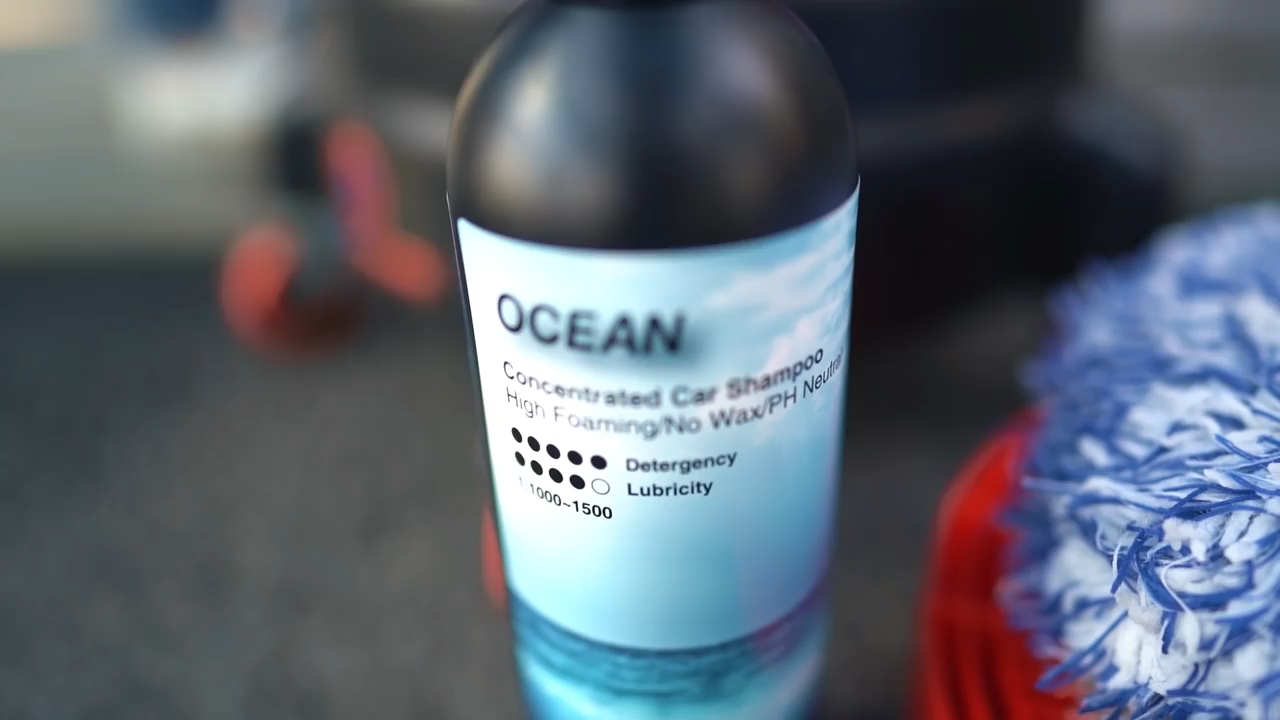 OCEAN
Concentrated Car Shampoo
High Foaming/No Wax/PH Neutral
Detergency
Lubricity
1:1000~1500